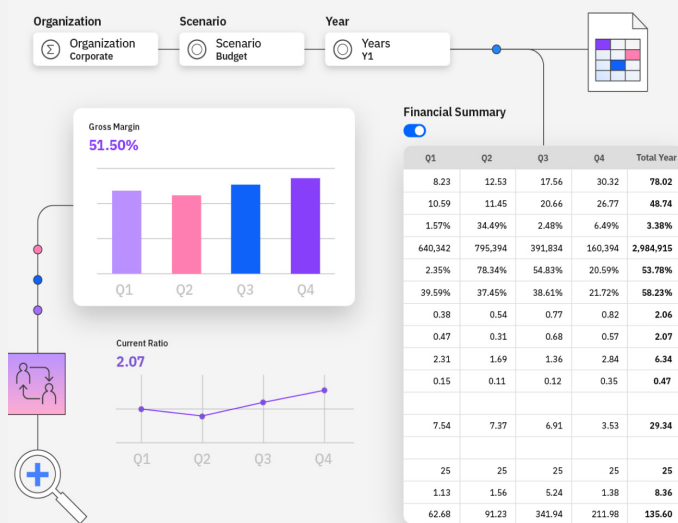 Organization
Scenario
Year
Organization
Corporate
Scenario
Budget
Years
Y1
Gross Margin
51.50%
Q1 Q2 Q3 Q4
Current Ratio
2.07
Q1 Q2 Q3 Q4
Financial Summary
Q1 Q2 Q3 Q4 Total Year
8.23 12.53 17.56 30.32 78.02
10.59 11.45 20.66 26.77 48.74
1.57% 34.49% 2.48% 6.49% 3.38%
640,342 795,394 391,834 160,394 2,984,915
2.35% 78.34% 54.83% 20.59% 53.78%
39.59% 37.45% 38.61% 21.72% 58.23%
0.38 0.54 0.77 0.82 2.06
0.47 0.31 0.68 0.57 2.07
2.31 1.69 1.36 2.84 6.34
0.15 0.11 0.12 0.35 0.47
7.54 7.37 6.91 3.53 29.34
25 25 25 25 25
1.13 1.56 5.24 1.38 8.36
62.68 91.23 341.94 211.98 135.60